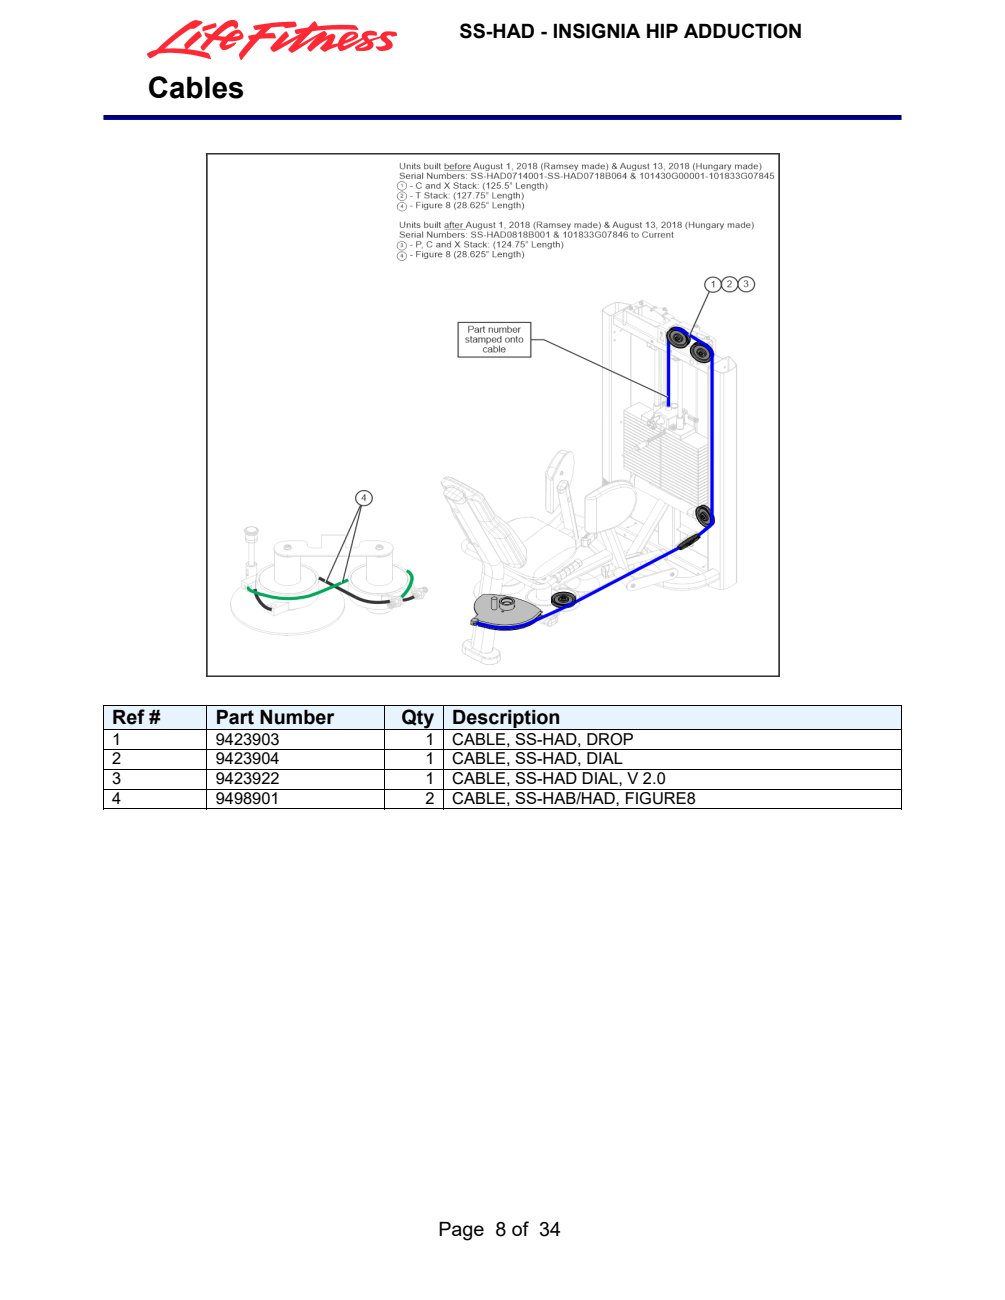 Life Fitness
SS-HAD - INSIGNIA HIP ADDUCTION
Cables
Units built before August 1, 2018 (Ramsey made) & August 13, 2018 (Hungary made)
Serial Numbers: SS-HAD0714001-SS-HAD0718B064 & 101430G00001-101833G07845
1 - C and X Stack: (125.5" Length)
2 - T Stack: (127.75" Length)
4 - Figure 8 (28.625" Length)
Units built after August 1, 2018 (Ramsey made) & August 13, 2018 (Hungary made)
Serial Numbers: SS-HAD0818B001 & 101833G07846 to Current
3 - P, C and X Stack: (124.75" Length)
4 - Figure 8 (28.625" Length)
1 2 3
Part number
stamped onto
cable
4
Ref # Part Number Qty Description
1 9423903 1 CABLE, SS-HAD, DROP
2 9423904 1 CABLE, SS-HAD, DIAL
3 9423922 1 CABLE, SS-HAD DIAL, V 2.0
4 9498901 2 CABLE, SS-HAB/HAD, FIGURE8
Page 8 of 34